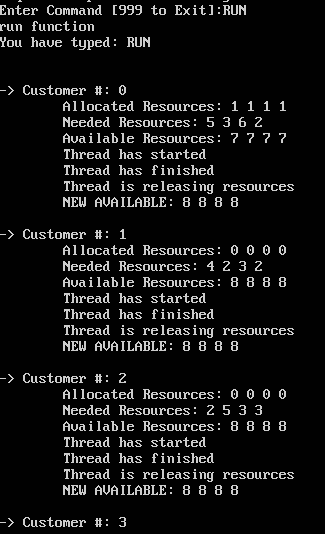 Enter Command [999 to Exit]:RUN
run function
You have typed: RUN
-> Customer #: 0
Allocated Resources: 1 1 1 1
Needed Resources: 5 3 6 2
Available Resources: 7 7 7 7
Thread has started
Thread has finished
Thread is releasing resources
NEW AVAILABLE: 8 8 8 8
-> Customer #: 1
Allocated Resources: 0 0 0 0
Needed Resources: 4 2 3 2
Available Resources: 8 8 8 8
Thread has started
Thread has finished
Thread is releasing resources
NEW AVAILABLE: 8 8 8 8
-> Customer #: 2
Allocated Resources: 0 0 0 0
Needed Resources: 2 5 3 3
Available Resources: 8 8 8 8
Thread has started
Thread has finished
Thread is releasing resources
NEW AVAILABLE: 8 8 8 8
-> Customer #: 3